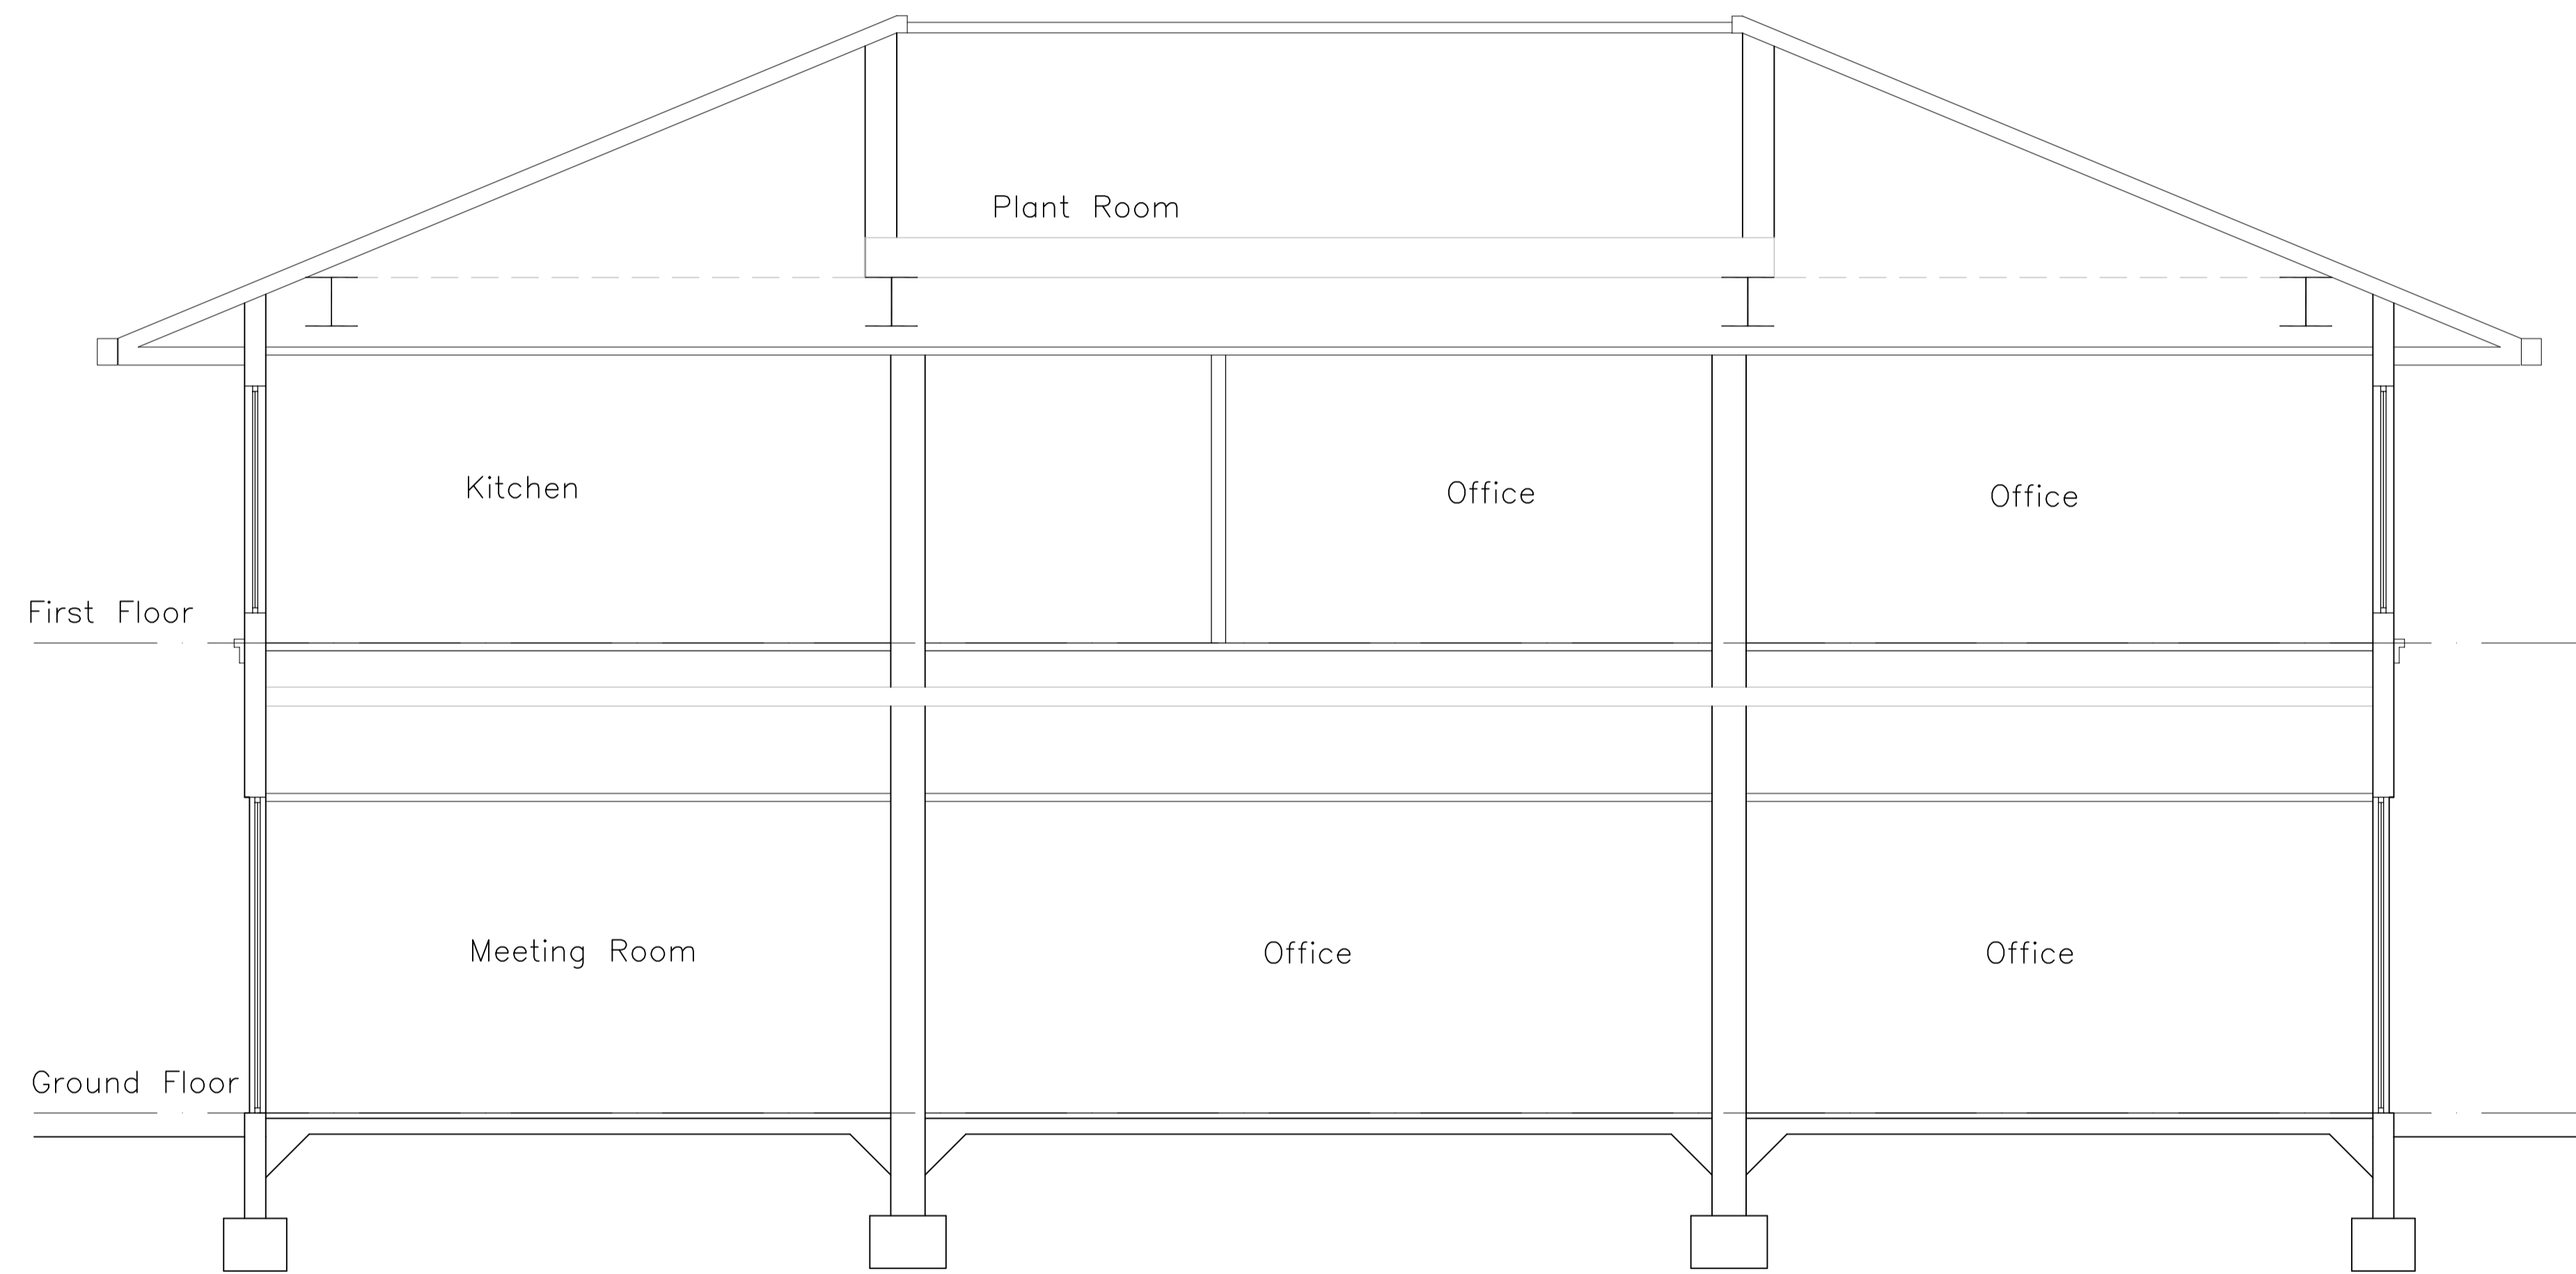 Plant Room
Kitchen
Office
Office
First Floor
Meeting Room
Office
Office
Ground Floor